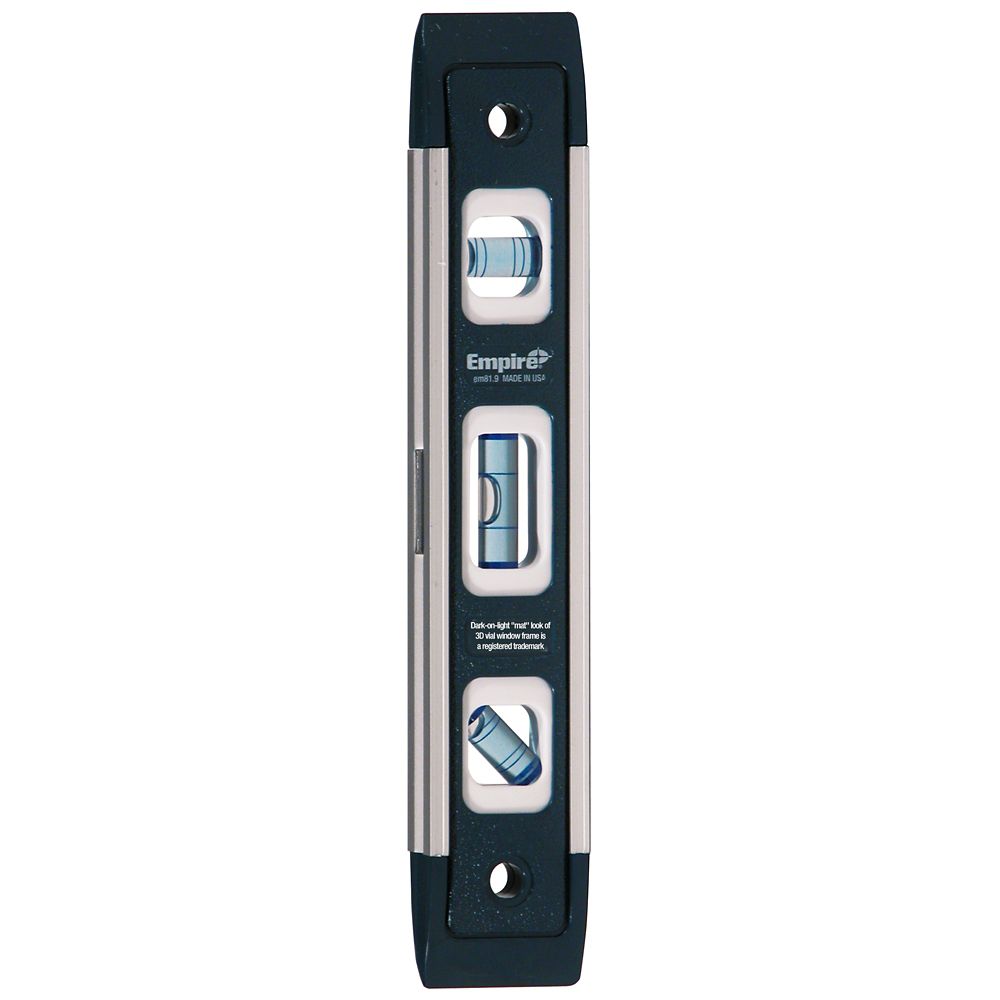 Empire®
em81.9 MADE IN USA
Dark-on-light "mat" look of
3D vial window frame is
a registered trademark